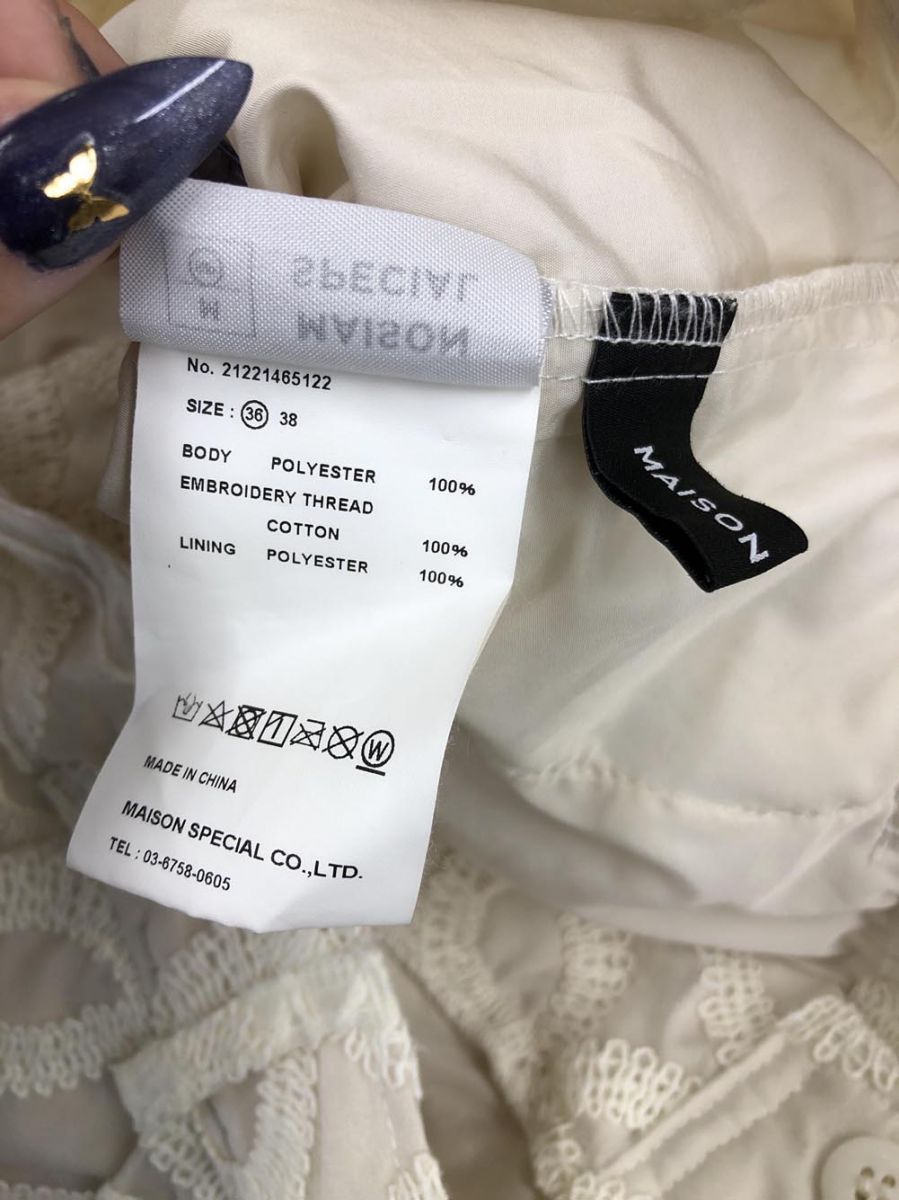 MAISON
SPECIAL
No. 21221465122
SIZE : 36 38
BODY POLYESTER 100%
EMBROIDERY THREAD
COTTON 100%
LINING POLYESTER 100%
W
MADE IN CHINA
MAISON SPECIAL CO.,LTD.
TEL : 03-6758-0605
MAISON